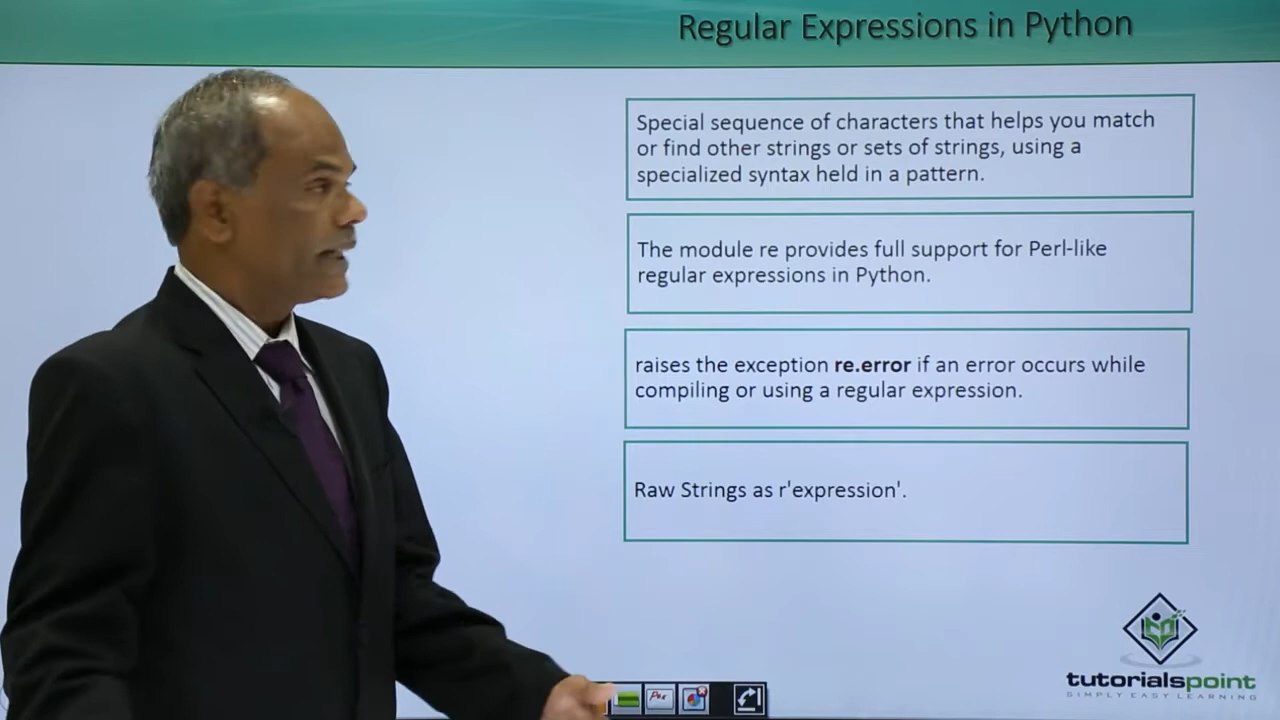 Regular Expressions in Python
Special sequence of characters that helps you match
or find other strings or sets of strings, using a
specialized syntax held in a pattern.
The module re provides full support for Perl-like
regular expressions in Python.
raises the exception re.error if an error occurs while
compiling or using a regular expression.
Raw Strings as r'expression'.
tutorialspoint
SIMPLY EASY LEARNING